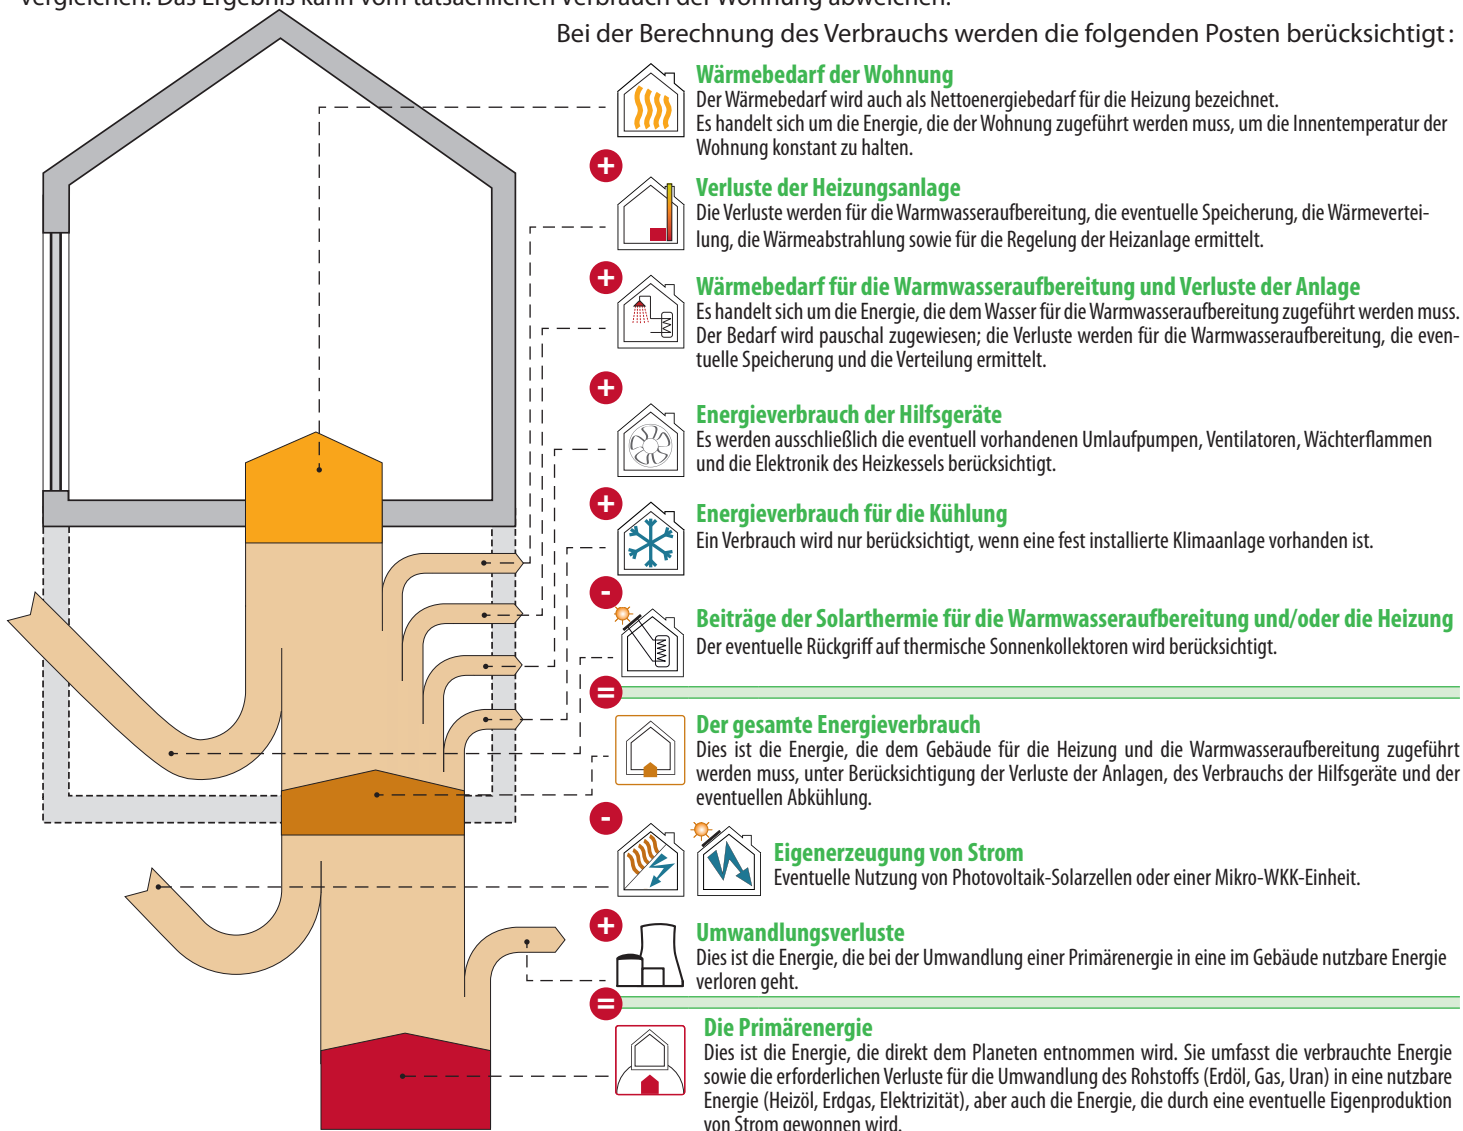 vergleichen. Das Ergebnis kann vom tatsächlichen Verbrauch der Wohnung abweichen.
Bei der Berechnung des Verbrauchs werden die folgenden Posten berücksichtigt :
Wärmebedarf der Wohnung
Der Wärmebedarf wird auch als Nettoenergiebedarf für die Heizung bezeichnet.
Es handelt sich um die Energie, die der Wohnung zugeführt werden muss, um die Innentemperatur der
Wohnung konstant zu halten.
+
Verluste der Heizungsanlage
Die Verluste werden für die Warmwasseraufbereitung, die eventuelle Speicherung, die Wärmevertei-
lung, die Wärmeabstrahlung sowie für die Regelung der Heizanlage ermittelt.
+
Wärmebedarf für die Warmwasseraufbereitung und Verluste der Anlage
Es handelt sich um die Energie, die dem Wasser für die Warmwasseraufbereitung zugeführt werden muss.
Der Bedarf wird pauschal zugewiesen; die Verluste werden für die Warmwasseraufbereitung, die even-
tuelle Speicherung und die Verteilung ermittelt.
+
Energieverbrauch der Hilfsgeräte
Es werden ausschließlich die eventuell vorhandenen Umlaufpumpen, Ventilatoren, Wächterflammen
und die Elektronik des Heizkessels berücksichtigt.
+
Energieverbrauch für die Kühlung
Ein Verbrauch wird nur berücksichtigt, wenn eine fest installierte Klimaanlage vorhanden ist.
-
Beiträge der Solarthermie für die Warmwasseraufbereitung und/oder die Heizung
Der eventuelle Rückgriff auf thermische Sonnenkollektoren wird berücksichtigt.
=
Der gesamte Energieverbrauch
Dies ist die Energie, die dem Gebäude für die Heizung und die Warmwasseraufbereitung zugeführt
werden muss, unter Berücksichtigung der Verluste der Anlagen, des Verbrauchs der Hilfsgeräte und der
eventuellen Abkühlung.
-
Eigenerzeugung von Strom
Eventuelle Nutzung von Photovoltaik-Solarzellen oder einer Mikro-WKK-Einheit.
+
Umwandlungsverluste
Dies ist die Energie, die bei der Umwandlung einer Primärenergie in eine im Gebäude nutzbare Energie
verloren geht.
=
Die Primärenergie
Dies ist die Energie, die direkt dem Planeten entnommen wird. Sie umfasst die verbrauchte Energie
sowie die erforderlichen Verluste für die Umwandlung des Rohstoffs (Erdöl, Gas, Uran) in eine nutzbare
Energie (Heizöl, Erdgas, Elektrizität), aber auch die Energie, die durch eine eventuelle Eigenproduktion
von Strom gewonnen wird.